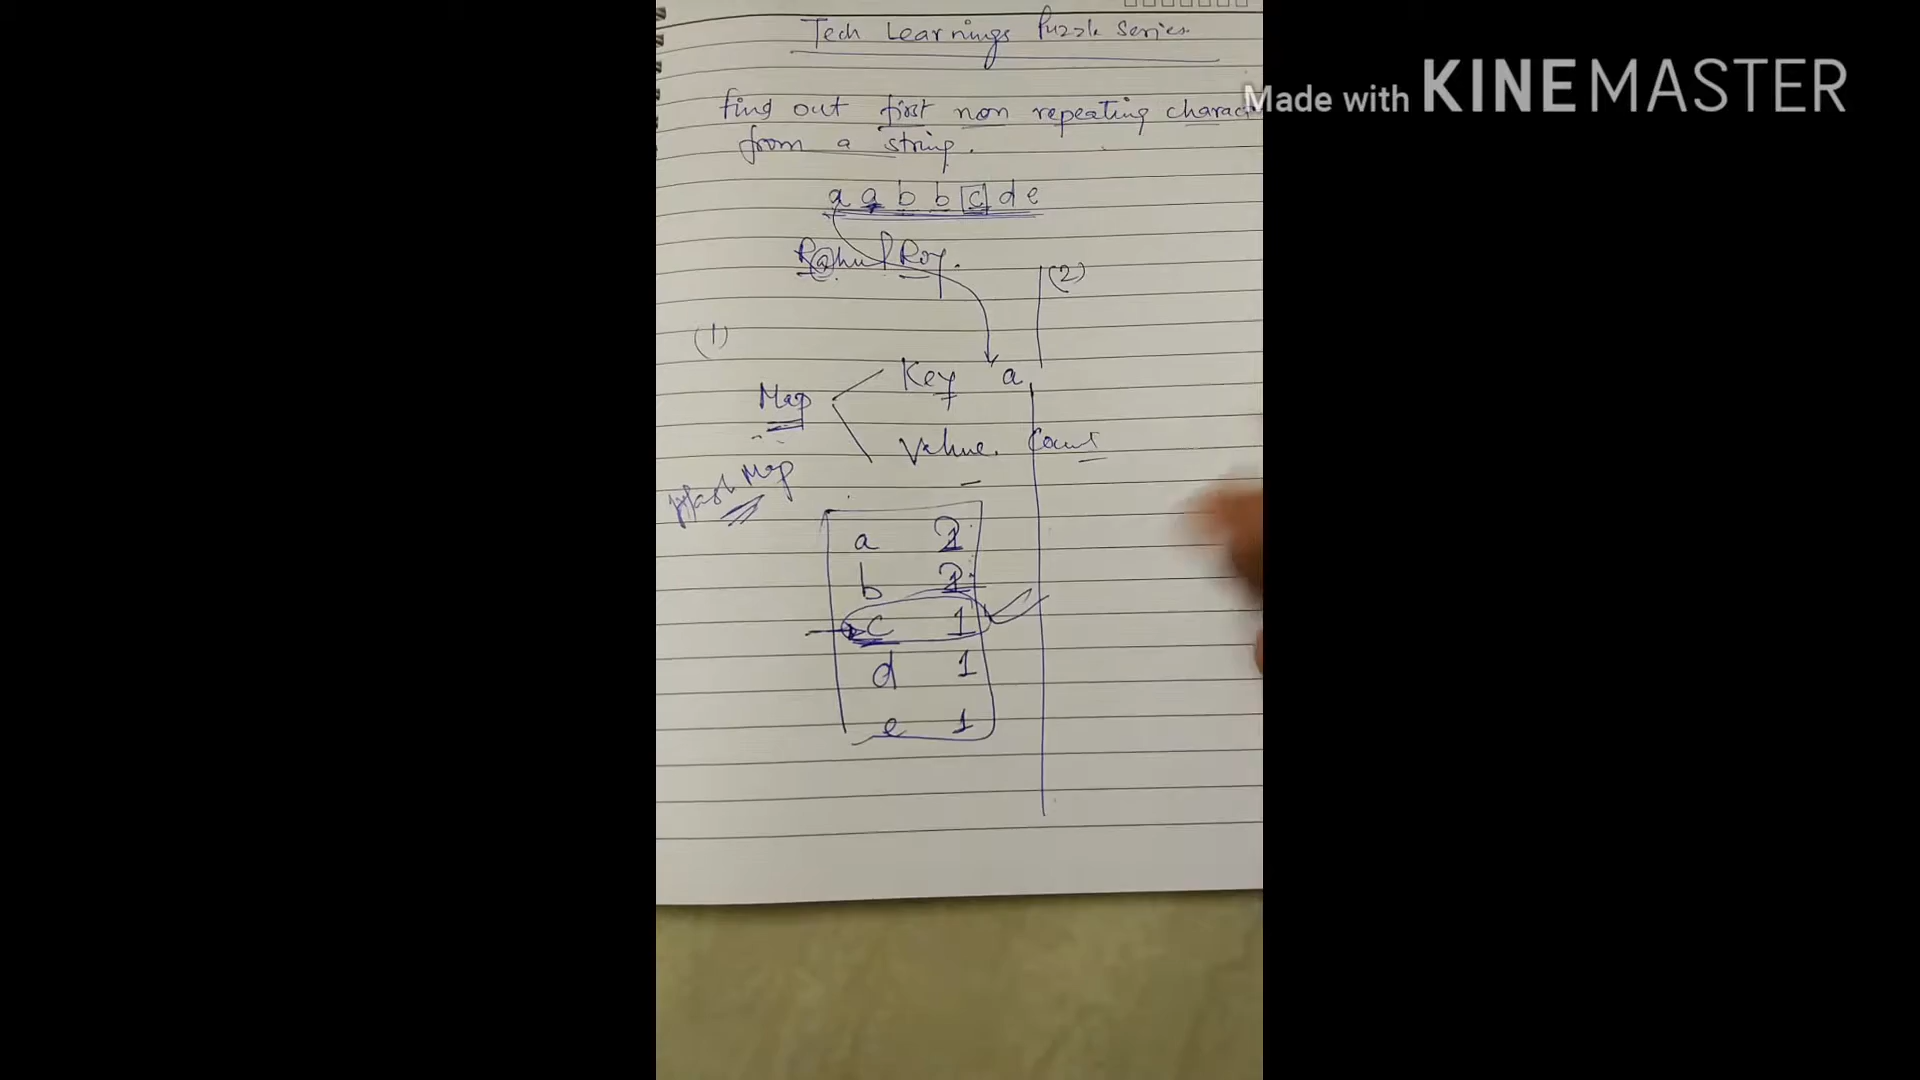 Tech Learnings Puzzle Series.
Made with KINEMASTER
find out first non repeating charact
from a string.
a a b b c d e
Rahul Roy.
(2)
(1)
Key a
Map
Value. Count
Hash Map
a 2
b 2
c 1
d 1
e 1